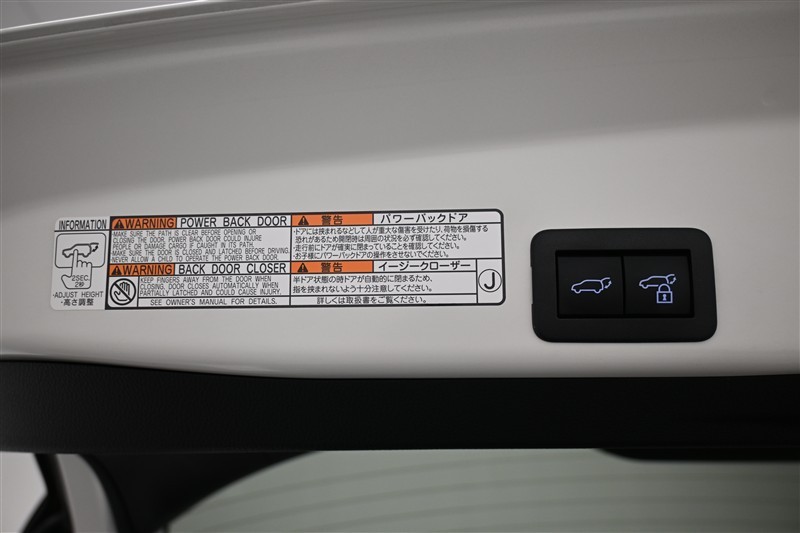 INFORMATION
2SEC
2秒
・ADJUST HEIGHT
・高さ調整
WARNING POWER BACK DOOR
MAKE SURE THE PATH IS CLEAR BEFORE OPENING OR
CLOSING THE DOOR. POWER BACK DOOR COULD INJURE
PEOPLE OR DAMAGE CARGO IF CAUGHT IN ITS PATH.
MAKE SURE THE DOOR IS CLOSED AND LATCHED BEFORE DRIVING.
NEVER ALLOW A CHILD TO OPERATE THE POWER BACK DOOR.
WARNING BACK DOOR CLOSER
KEEP FINGERS AWAY FROM THE DOOR WHEN
CLOSING. DOOR CLOSES AUTOMATICALLY WHEN
PARTIALLY LATCHED AND COULD CAUSE INJURY.
SEE OWNER'S MANUAL FOR DETAILS.
警告 パワーバックドア
・ドアには挟まれるなどして人が重大な傷害を受けたり、荷物を損傷する
恐れがあるため開閉時は周囲の状況を必ず確認してください。
・走行前にドアが確実に閉まっていることを確認してください。
・お子様にパワーバックドアの操作をさせないでください。
警告 イージークローザー
半ドア状態の時ドアが自動的に閉まるため、
指を挟まれないよう十分注意してください。
詳しくは取扱書をご覧ください。
J